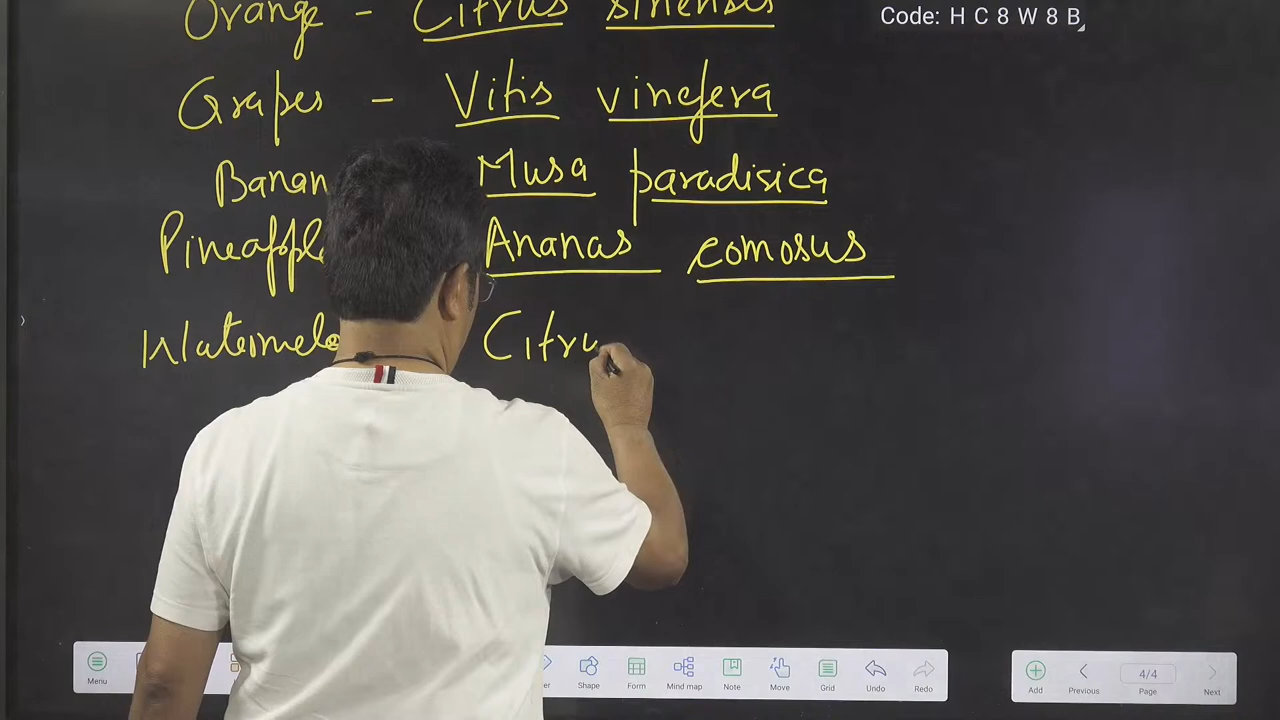 Orange - Citrus sinensis
Code: H C 8 W 8 B
Grapes - Vitis vinefera
Banan Musa paradisica
Pineapple Ananas comosus
Watermelo Citru
Menu Shape Form Mind map Note Move Grid Undo Redo Add Previous 4/4 Page Next